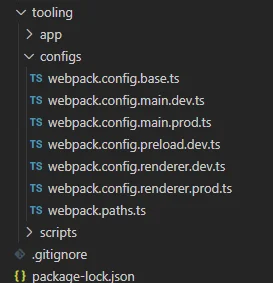 tooling
app
configs
TS webpack.config.base.ts
TS webpack.config.main.dev.ts
TS webpack.config.main.prod.ts
TS webpack.config.preload.dev.ts
TS webpack.config.renderer.dev.ts
TS webpack.config.renderer.prod.ts
TS webpack.paths.ts
scripts
.gitignore
{} package-lock.json